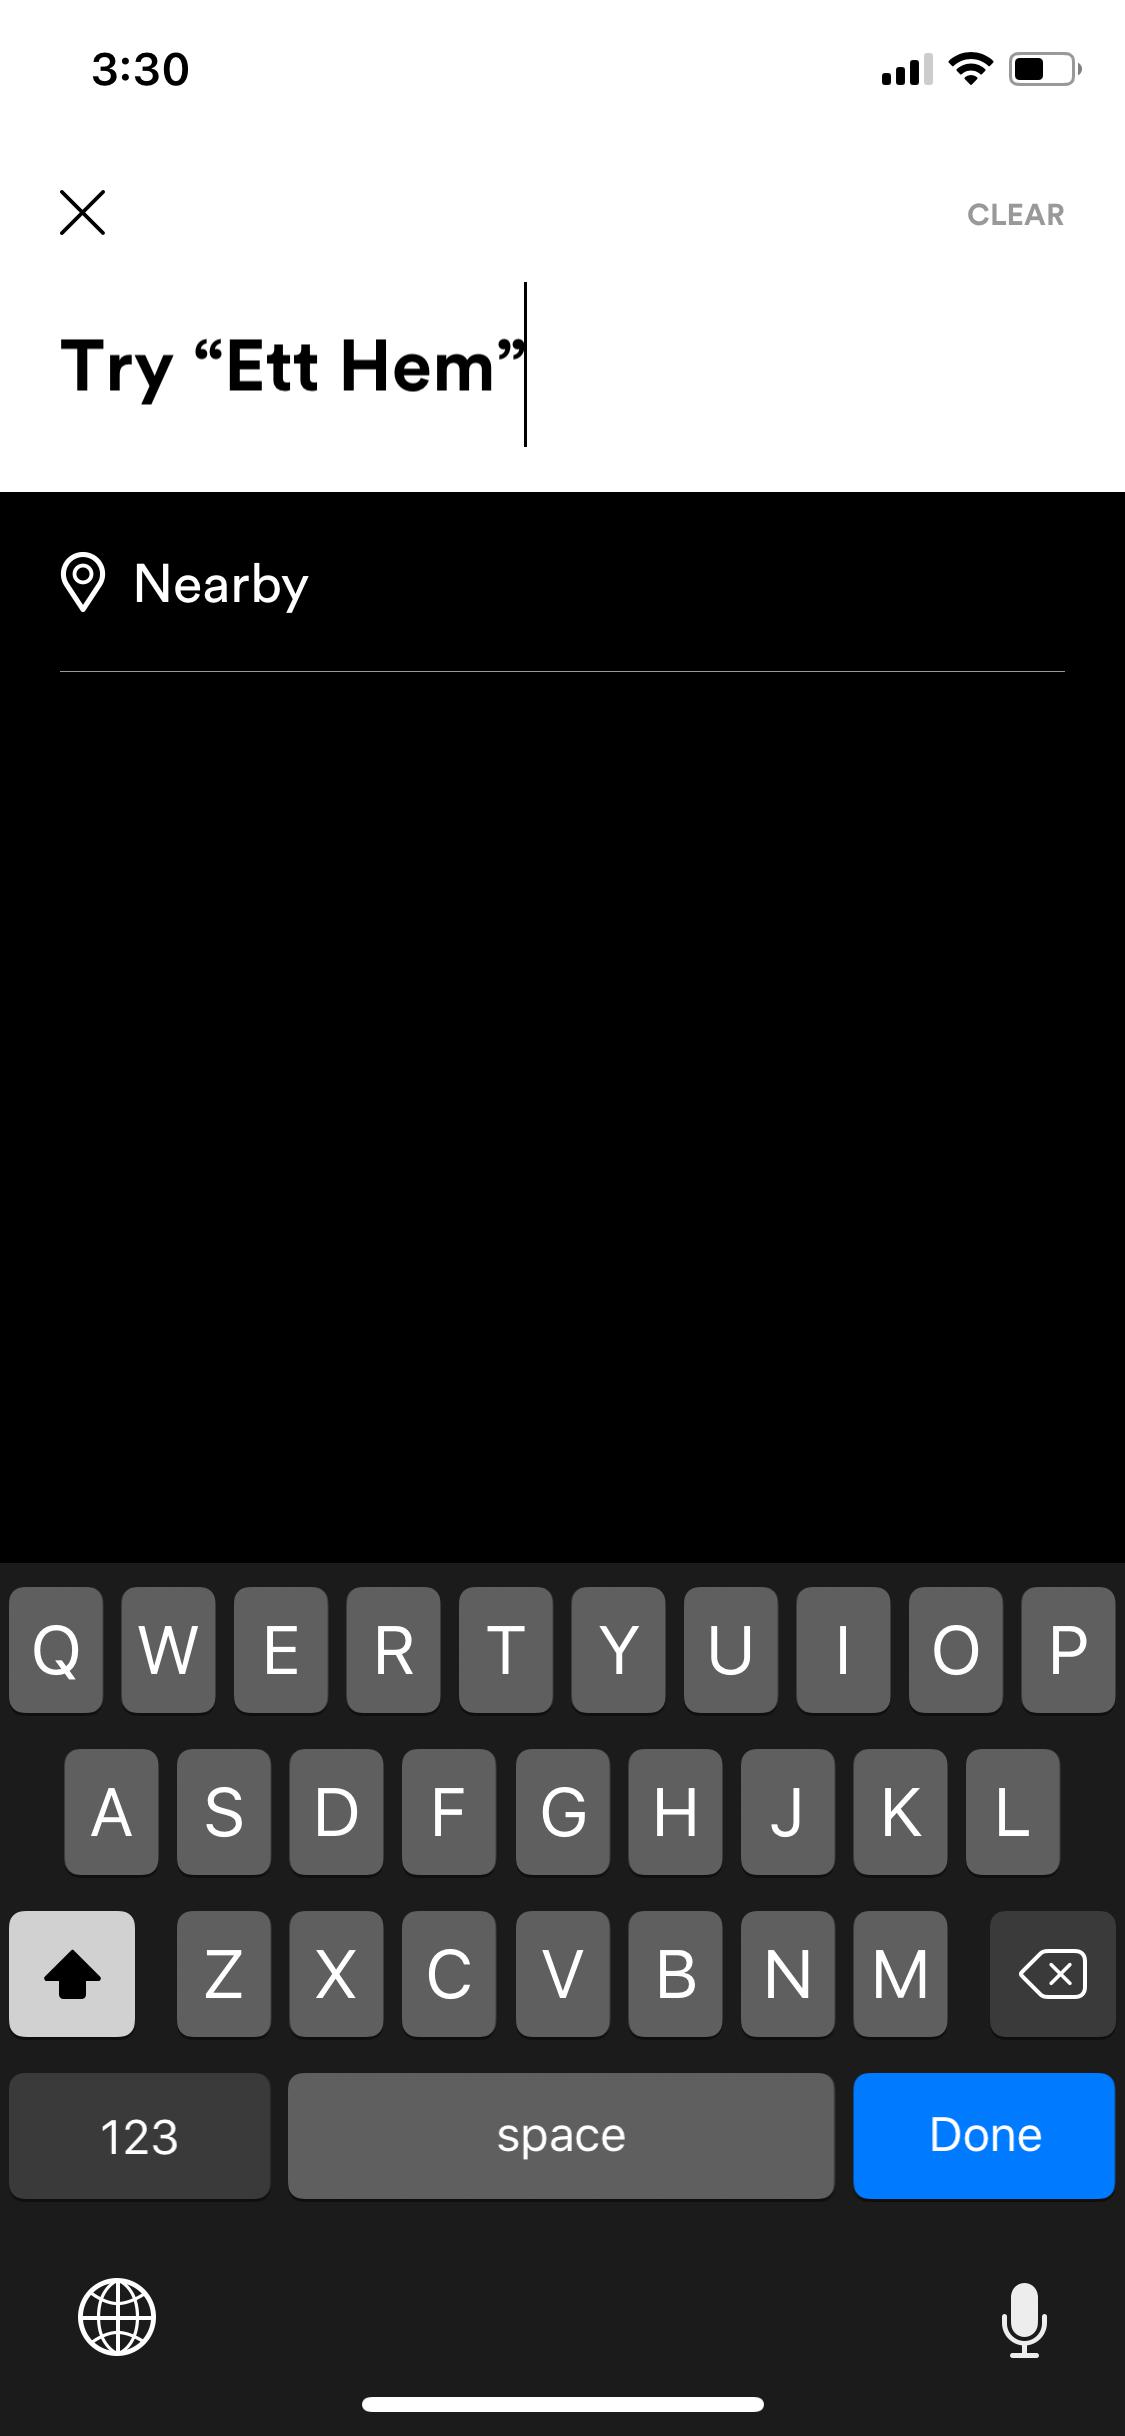 3:30
CLEAR
Try “Ett Hem”
Nearby
Q W E R T Y U I O P
A S D F G H J K L
Z X C V B N M
123 space Done